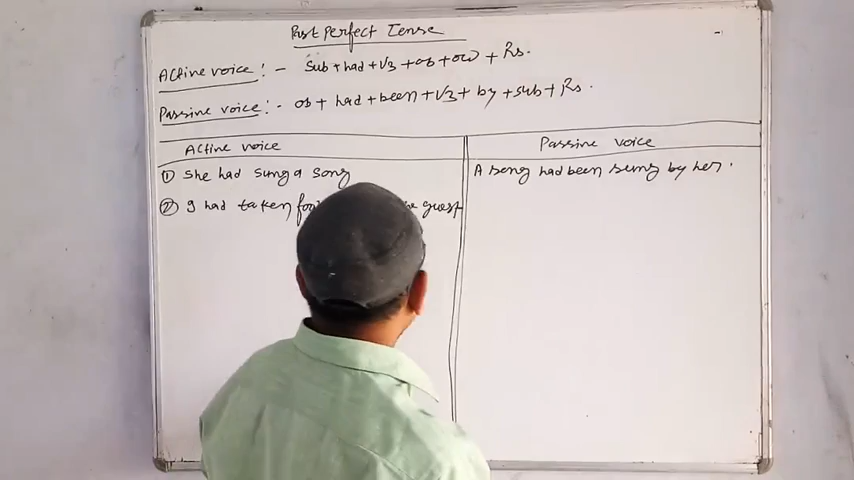 Past Perfect Tense
Active voice :- Sub + had + V3 + ob + ow + Rs.
Passive voice :- ob + had + been + V3 + by + sub + Rs.
Active voice
Passive voice
① She had sung a song
A song had been sung by her.
② I had taken guest